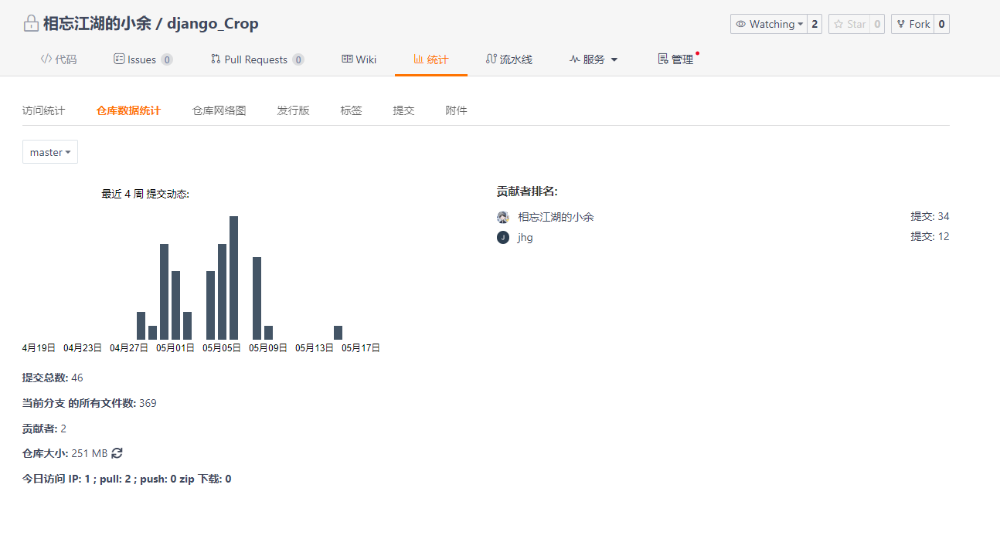 相忘江湖的小余 / django_Crop
Watching 2 Star 0 Fork 0
代码 Issues 0 Pull Requests 0 Wiki 统计 流水线 服务 管理
访问统计 仓库数据统计 仓库网络图 发行版 标签 提交 附件
master
最近 4 周 提交动态:
4月19日 04月23日 04月27日 05月01日 05月05日 05月09日 05月13日 05月17日
贡献者排名:
相忘江湖的小余 提交: 34
J jhg 提交: 12
提交总数: 46
当前分支 的所有文件数: 369
贡献者: 2
仓库大小: 251 MB
今日访问 IP: 1 ; pull: 2 ; push: 0 zip 下载: 0